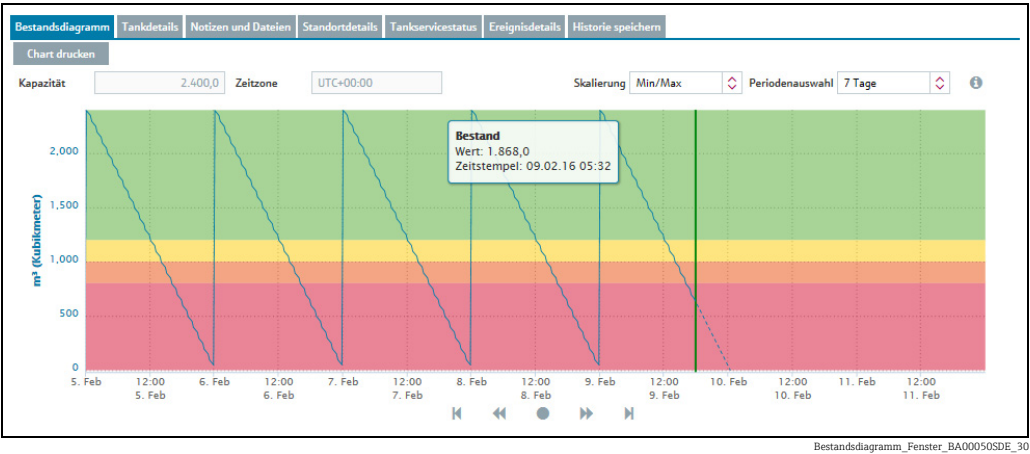 Bestandsdiagramm Tankdetails Notizen und Dateien Standortdetails Tankservicestatus Ereignisdetails Historie speichern
Chart drucken
Kapazität 2.400,0 Zeitzone UTC+00:00 Skalierung Min/Max Periodenauswahl 7 Tage
Bestand
Wert: 1.868,0
Zeitstempel: 09.02.16 05:32
m³ (Kubikmeter)
2,000
1,500
1,000
500
0
5. Feb 12:00 6. Feb 12:00 7. Feb 12:00 8. Feb 12:00 9. Feb 12:00 10. Feb 12:00 11. Feb 12:00
5. Feb 6. Feb 7. Feb 8. Feb 9. Feb 10. Feb 11. Feb
Bestandsdiagramm_Fenster_BA00050SDE_30